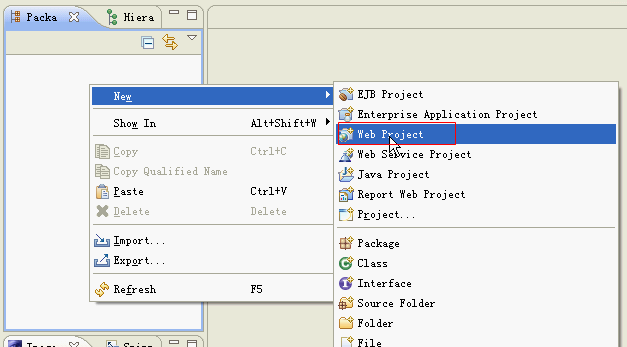 Packa Hiera
New
Show In Alt+Shift+W
Copy Ctrl+C
Copy Qualified Name
Paste Ctrl+V
Delete Delete
Import...
Export...
Refresh F5
EJB Project
Enterprise Application Project
Web Project
Web Service Project
Java Project
Report Web Project
Project...
Package
Class
Interface
Source Folder
Folder
File